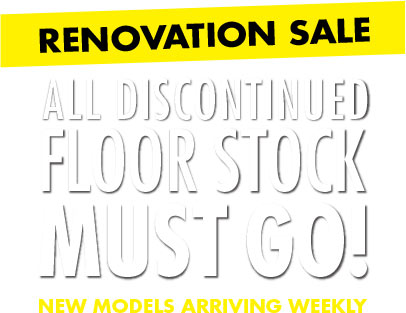 RENOVATION SALE
ALL DISCONTINUED
FLOOR STOCK
MUST GO!
NEW MODELS ARRIVING WEEKLY